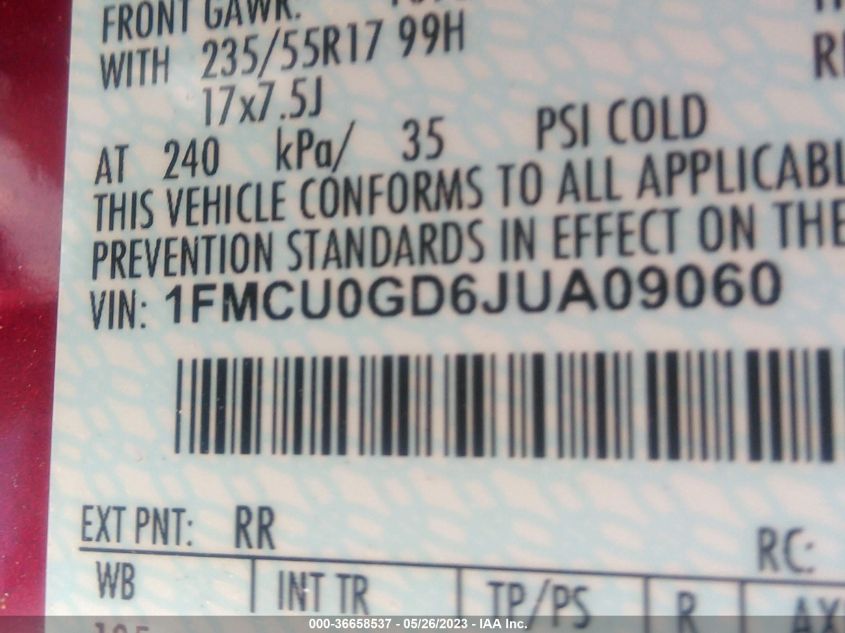 FRONT GAWR:
WITH 235/55R17 99H
17x7.5J
AT 240 kPa/ 35 PSI COLD
THIS VEHICLE CONFORMS TO ALL APPLICABL
PREVENTION STANDARDS IN EFFECT ON THE
VIN: 1FMCU0GD6JUA09060
EXT PNT: RR RC:
WB INT TR TP/PS R AX
000-36658537 - 05/26/2023 - IAA Inc.